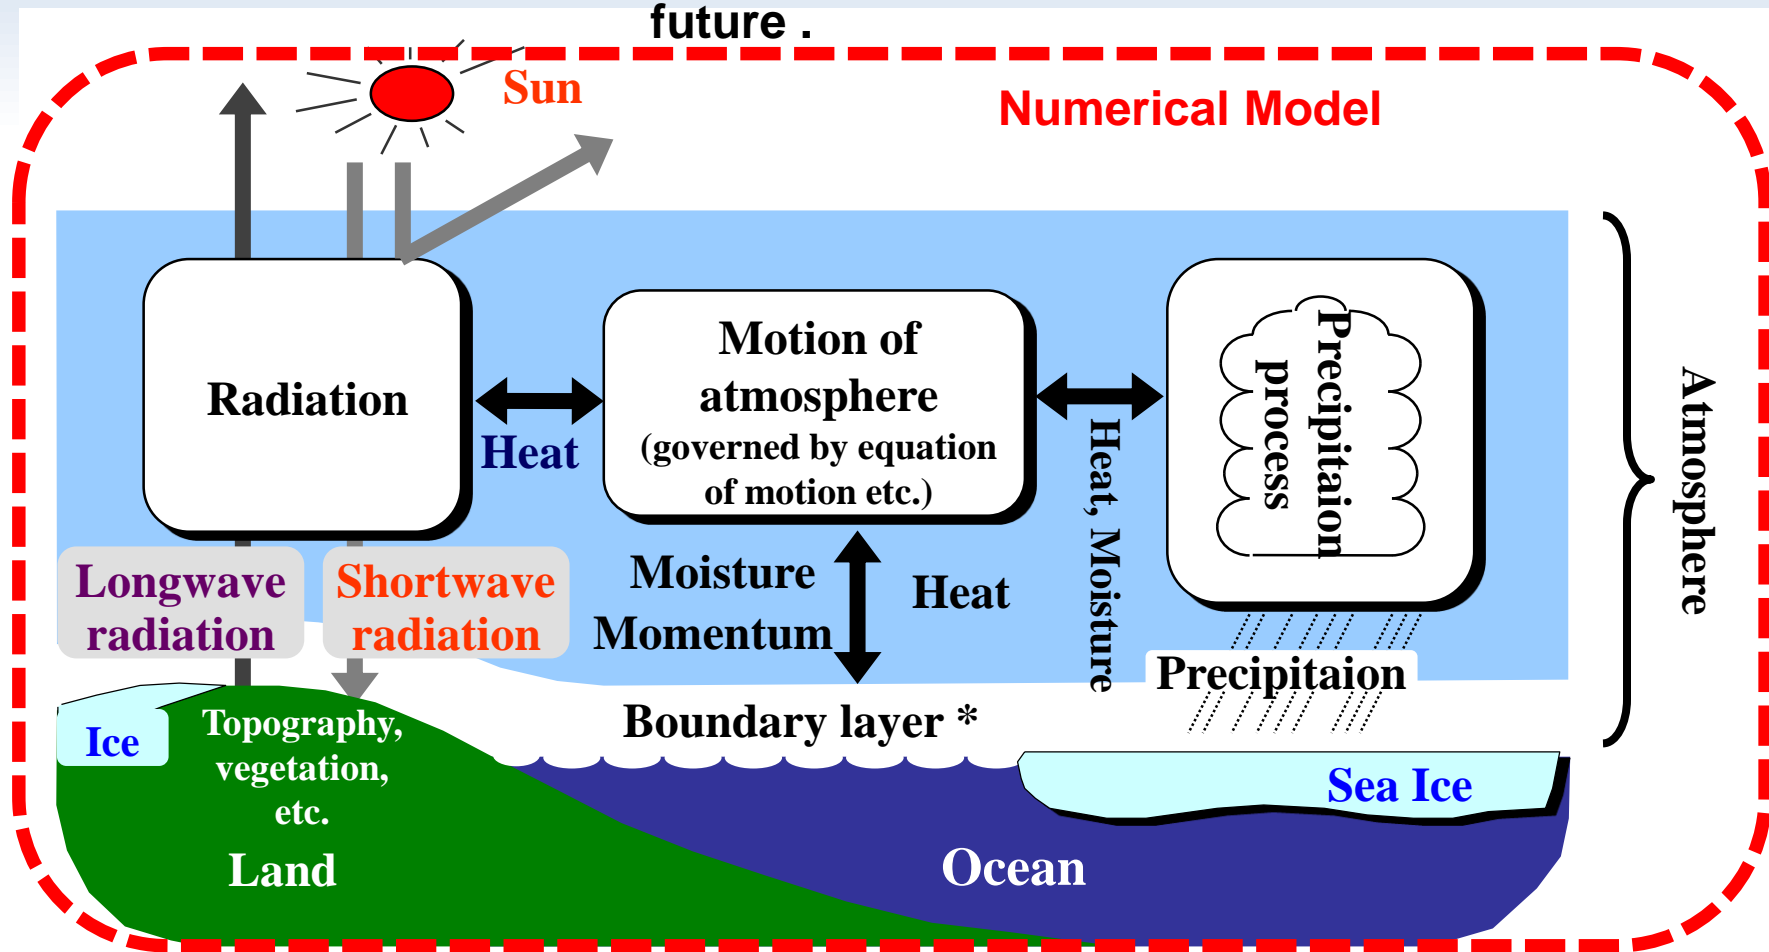 future .
Sun
Numerical Model
Radiation
Heat
Motion of
atmosphere
(governed by equation
of motion etc.)
Heat, Moisture
Precipitaion
process
Atmosphere
Longwave
radiation
Shortwave
radiation
Moisture
Momentum
Heat
Precipitaion
Boundary layer *
Ice
Topography,
vegetation,
etc.
Land
Sea Ice
Ocean